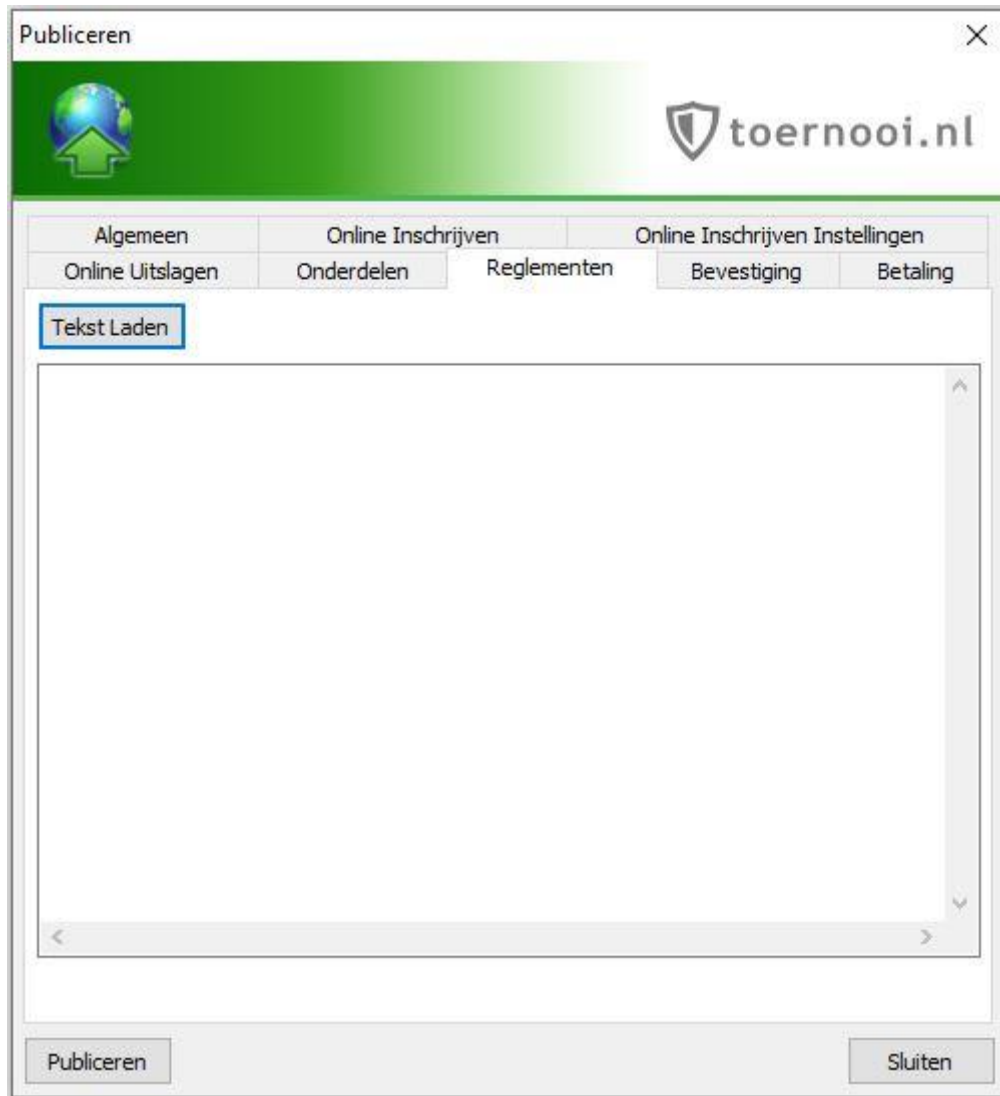 Publiceren
toernooi.nl
Algemeen Online Inschrijven Online Inschrijven Instellingen
Online Uitslagen Onderdelen Reglementen Bevestiging Betaling
Tekst Laden
Publiceren Sluiten